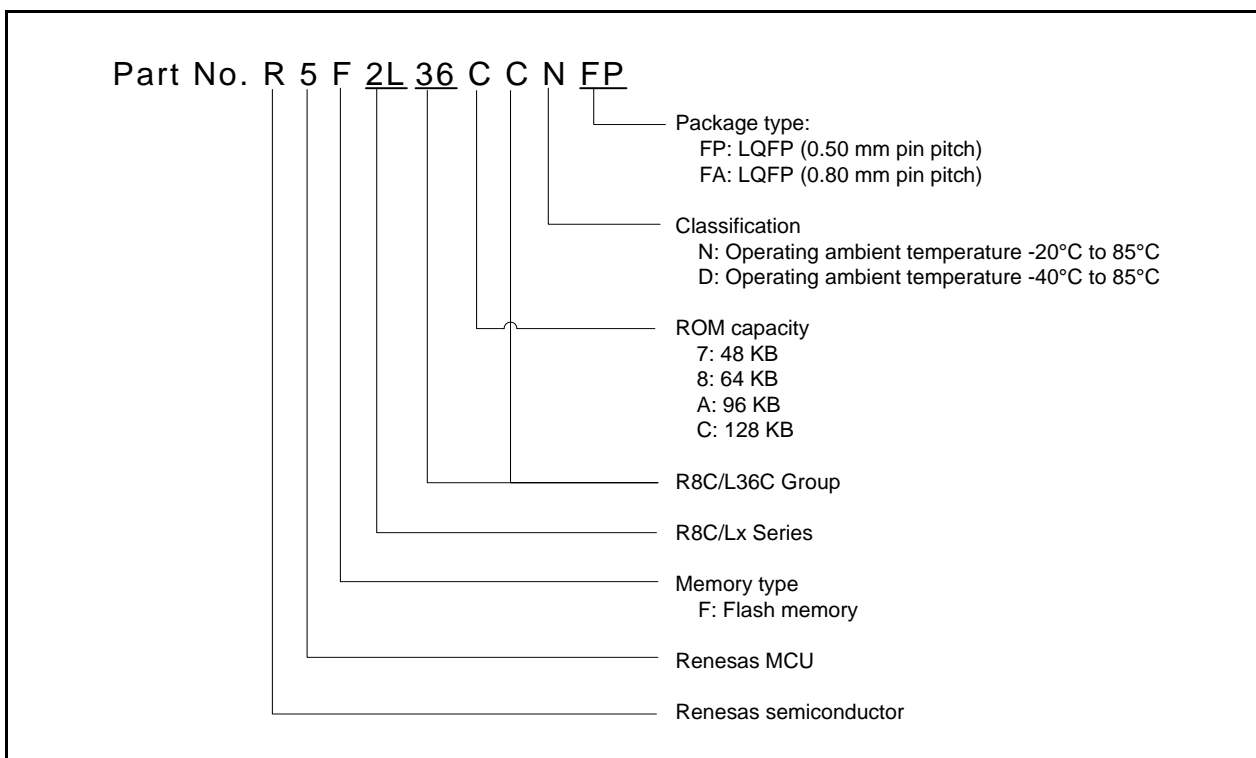 Part No. R 5 F 2L 36 C C N FP
Package type:
FP: LQFP (0.50 mm pin pitch)
FA: LQFP (0.80 mm pin pitch)
Classification
N: Operating ambient temperature -20°C to 85°C
D: Operating ambient temperature -40°C to 85°C
ROM capacity
7: 48 KB
8: 64 KB
A: 96 KB
C: 128 KB
R8C/L36C Group
R8C/Lx Series
Memory type
F: Flash memory
Renesas MCU
Renesas semiconductor